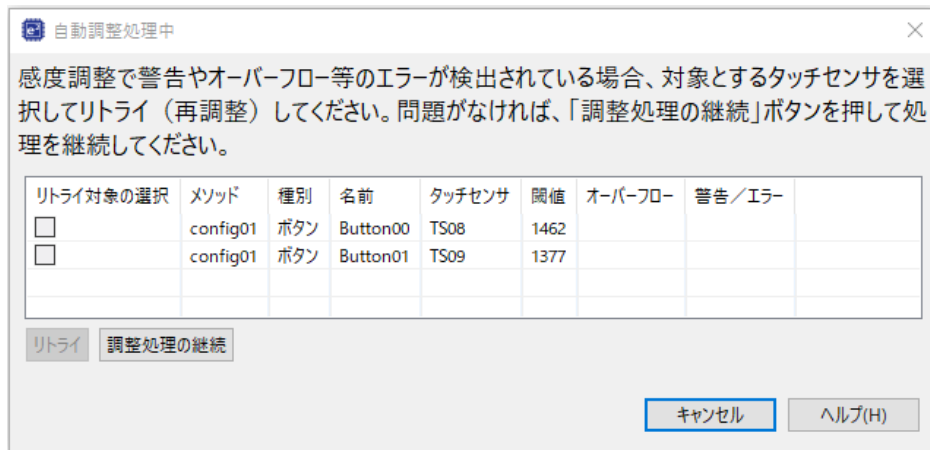 自動調整処理中
感度調整で警告やオーバーフロー等のエラーが検出されている場合、対象とするタッチセンサを選
択してリトライ（再調整）してください。問題がなければ、「調整処理の継続」ボタンを押して処
理を継続してください。
リトライ対象の選択 メソッド 種別 名前 タッチセンサ 閾値 オーバーフロー 警告／エラー
config01 ボタン Button00 TS08 1462
config01 ボタン Button01 TS09 1377
リトライ 調整処理の継続
キャンセル ヘルプ(H)